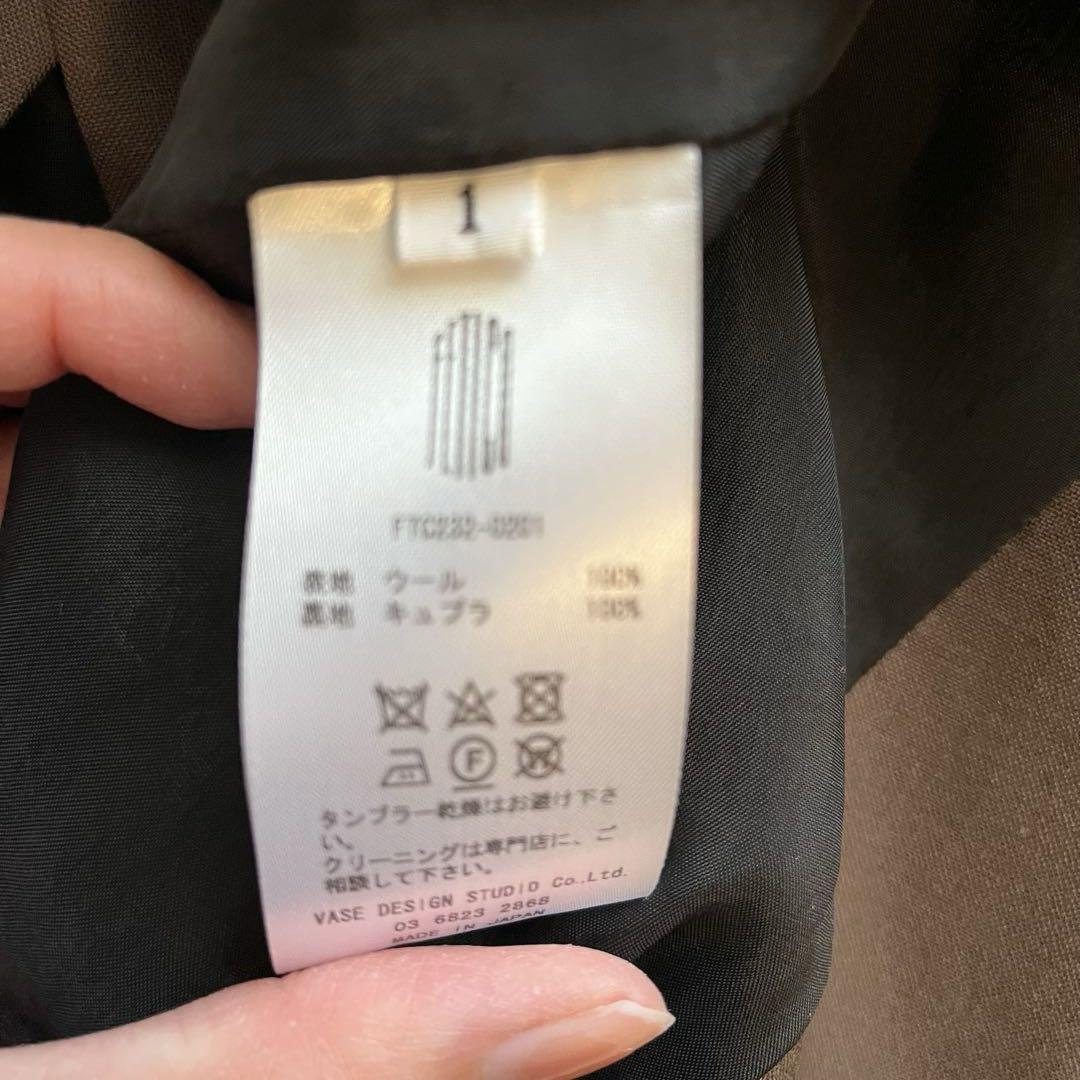 1
FTC232-0201
表地 ウール 100%
裏地 キュプラ 100%
F
タンブラー乾燥はお避け下さ
い。
クリーニングは専門店に、ご
相談して下さい。
VASE DESIGN STUDIO Co.,Ltd.
03 6823 2868
MADE IN JAPAN